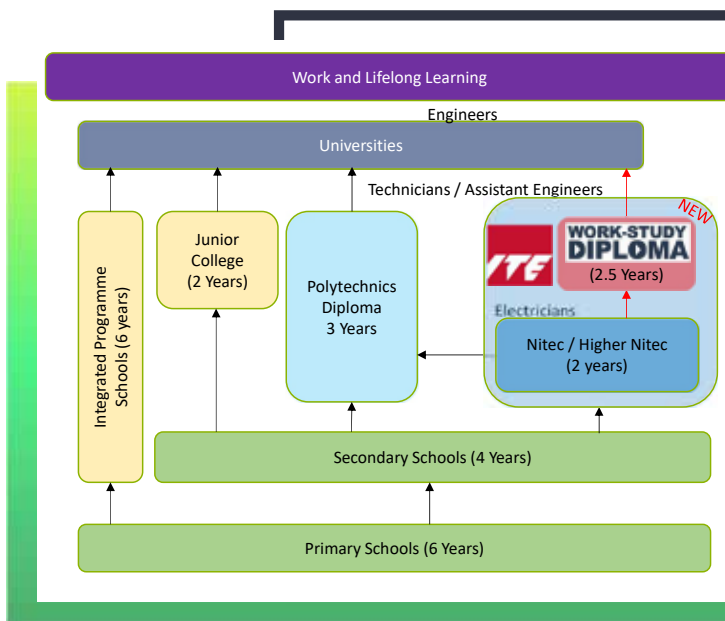 Work and Lifelong Learning
Engineers
Universities
Technicians / Assistant Engineers
NEW
Integrated Programme
Schools (6 years)
Junior
College
(2 Years)
Polytechnics
Diploma
3 Years
ITE
WORK-STUDY
DIPLOMA
(2.5 Years)
Electricians
Nitec / Higher Nitec
(2 years)
Secondary Schools (4 Years)
Primary Schools (6 Years)